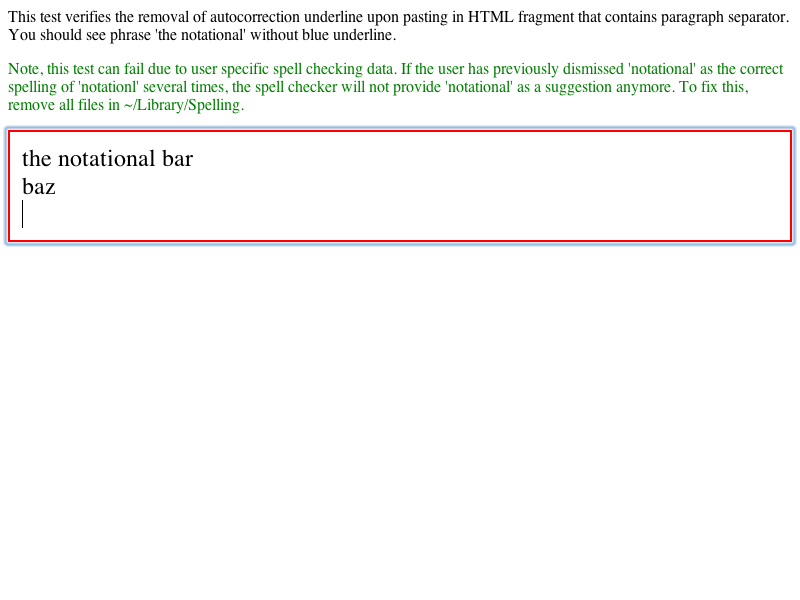 This test verifies the removal of autocorrection underline upon pasting in HTML fragment that contains paragraph separator.
You should see phrase 'the notational' without blue underline.
Note, this test can fail due to user specific spell checking data. If the user has previously dismissed 'notational' as the correct
spelling of 'notationl' several times, the spell checker will not provide 'notational' as a suggestion anymore. To fix this,
remove all files in ~/Library/Spelling.
the notational bar
baz